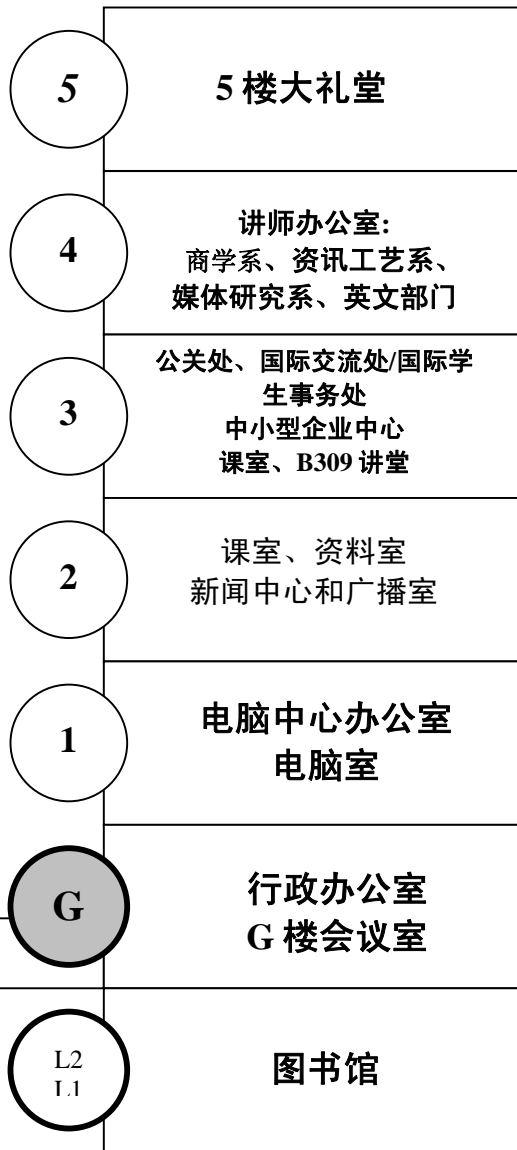 5
5 楼大礼堂
4
讲师办公室:
商学系、资讯工艺系、
媒体研究系、英文部门
3
公关处、国际交流处/国际学
生事务处
中小型企业中心
课室、B309 讲堂
2
课室、资料室
新闻中心和广播室
1
电脑中心办公室
电脑室
G
行政办公室
G 楼会议室
L2
L1
图书馆